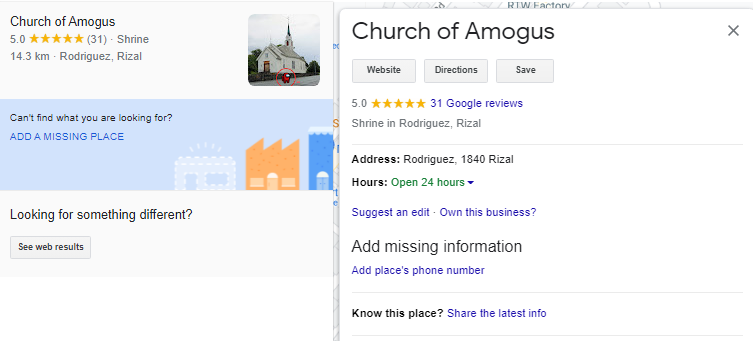 Church of Amogus
5.0 ★★★★★ (31) · Shrine
14.3 km · Rodriguez, Rizal
Can't find what you are looking for?
ADD A MISSING PLACE
Looking for something different?
See web results
RTW Factory
Church of Amogus
Website
Directions
Save
5.0 ★★★★★ 31 Google reviews
Shrine in Rodriguez, Rizal
Address: Rodriguez, 1840 Rizal
Hours: Open 24 hours
Suggest an edit · Own this business?
Add missing information
Add place's phone number
Know this place? Share the latest info